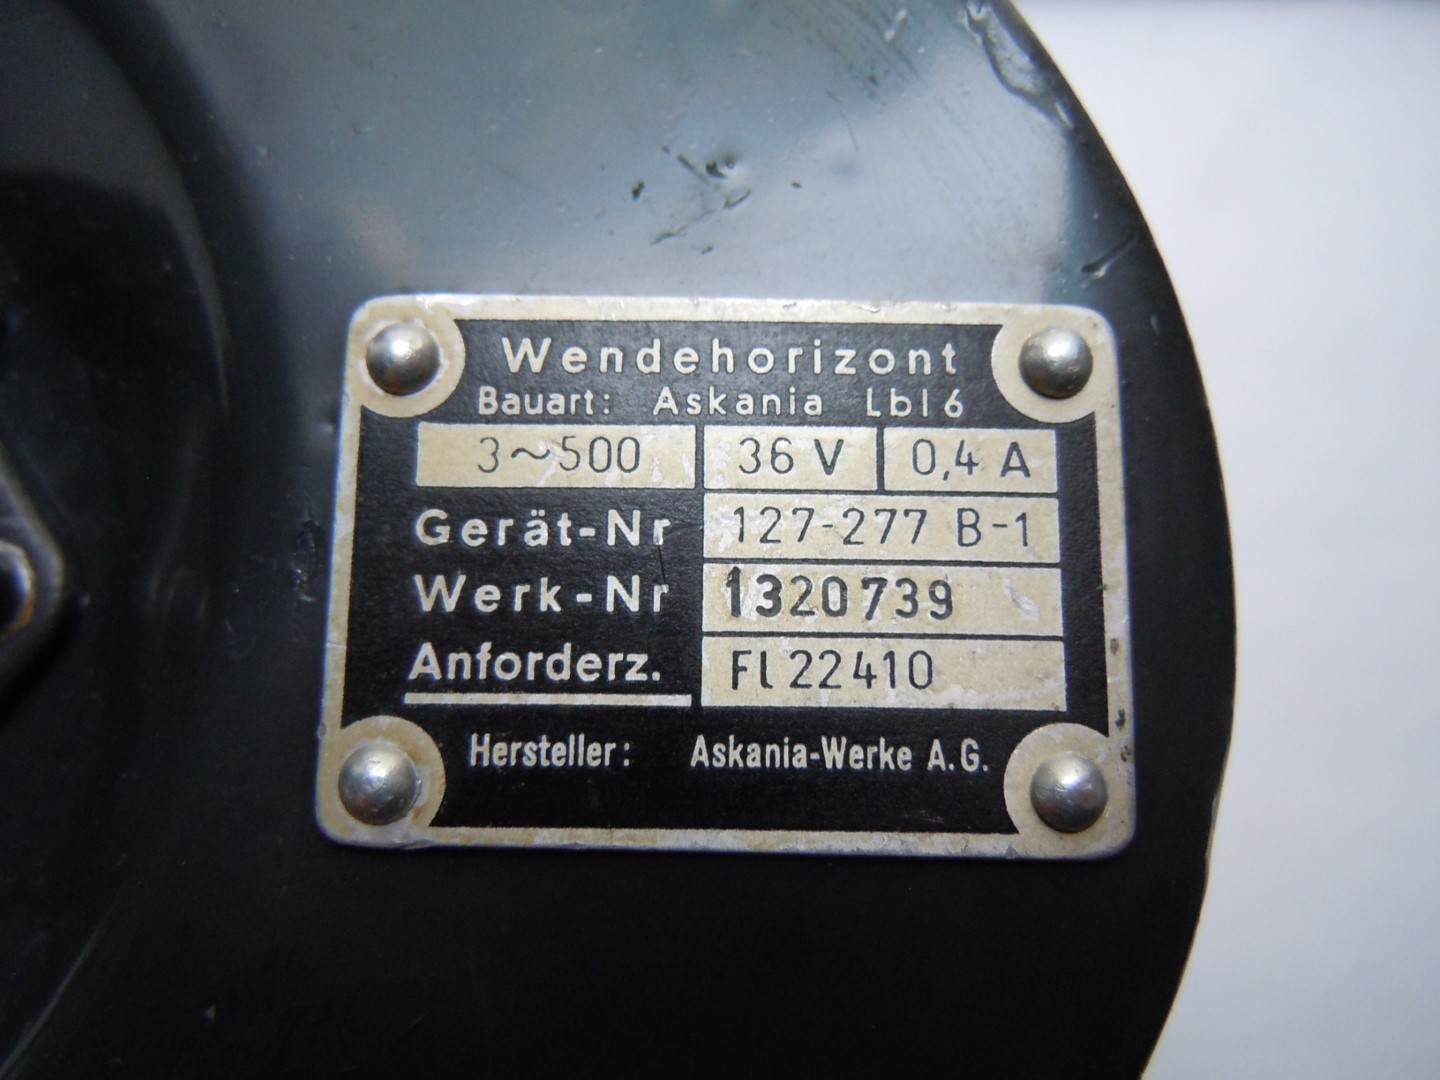 Wendehorizont
Bauart: Askania Lbl6
3~500 36 V 0,4 A
Gerät-Nr 127-277 B-1
Werk-Nr 1320739
Anforderz. Fl 22410
Hersteller: Askania-Werke A.G.